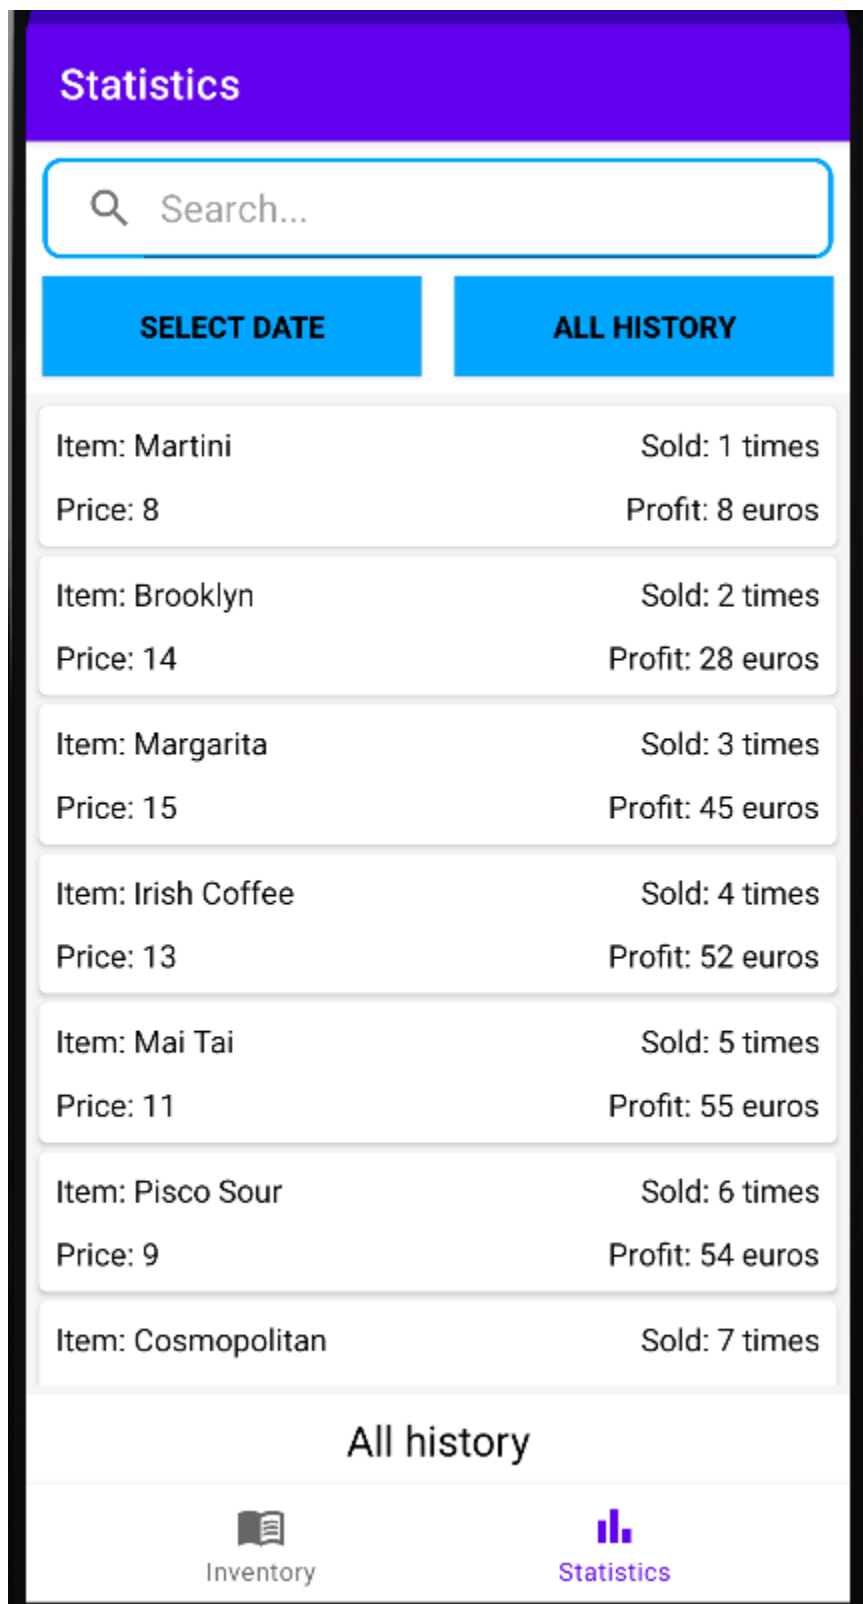 Statistics
Search...
SELECT DATE ALL HISTORY
Item: Martini Sold: 1 times
Price: 8 Profit: 8 euros
Item: Brooklyn Sold: 2 times
Price: 14 Profit: 28 euros
Item: Margarita Sold: 3 times
Price: 15 Profit: 45 euros
Item: Irish Coffee Sold: 4 times
Price: 13 Profit: 52 euros
Item: Mai Tai Sold: 5 times
Price: 11 Profit: 55 euros
Item: Pisco Sour Sold: 6 times
Price: 9 Profit: 54 euros
Item: Cosmopolitan Sold: 7 times
All history
Inventory Statistics